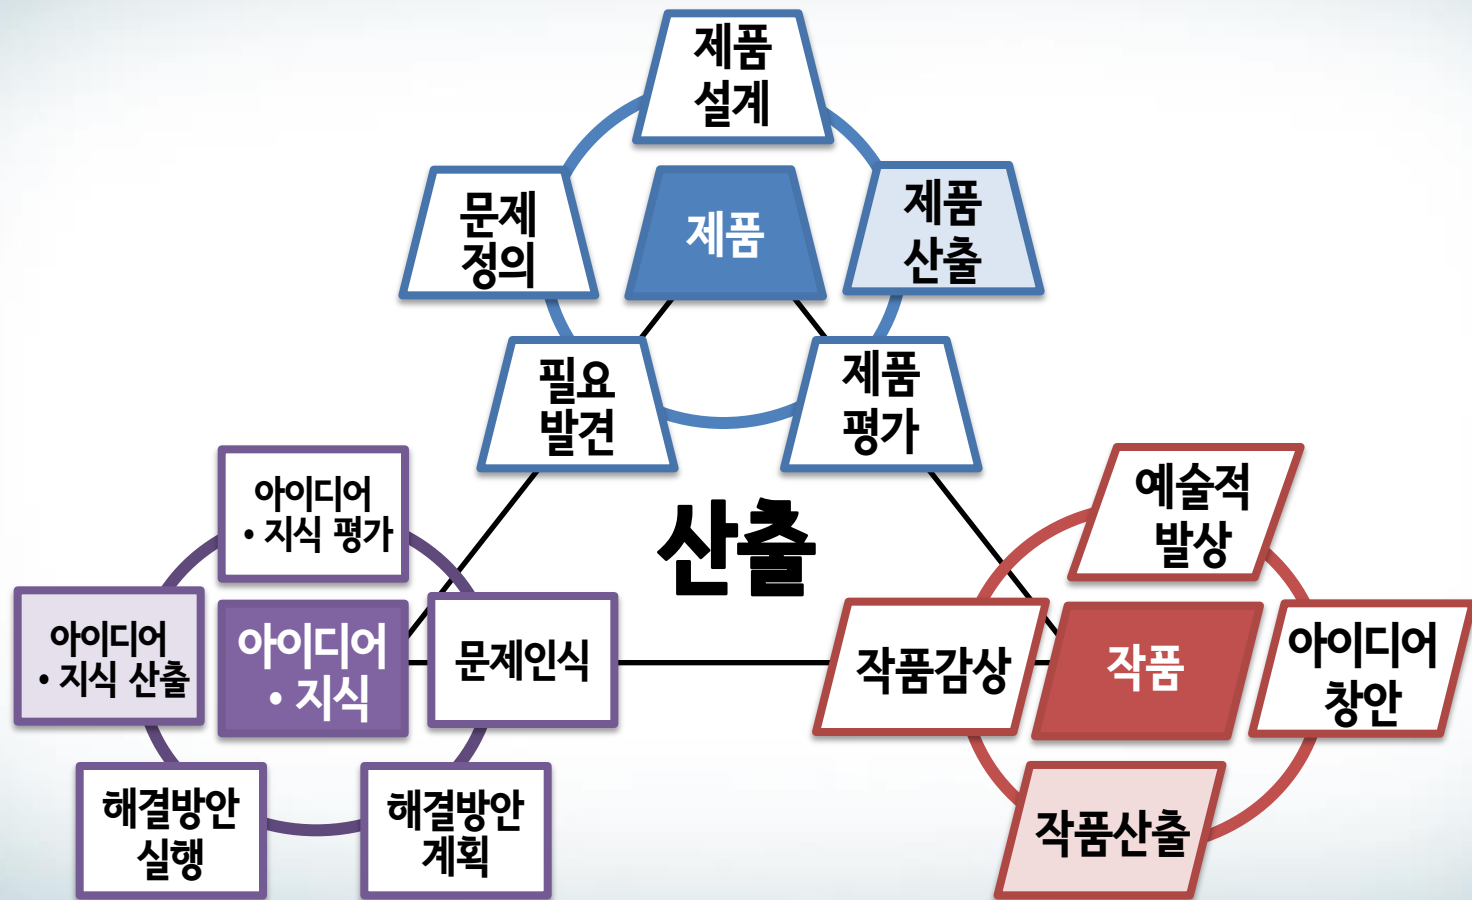 제품
설계
문제
정의
제품
제품
산출
필요
발견
제품
평가
산출
아이디어
• 지식 평가
아이디어
• 지식 산출
아이디어
• 지식
문제인식
해결방안
실행
해결방안
계획
예술적
발상
작품감상
작품
아이디어
창안
작품산출